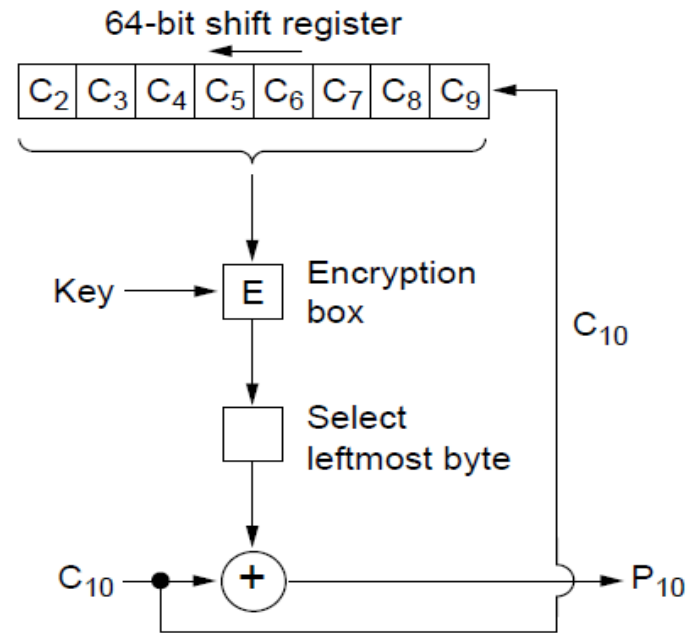 64-bit shift register
C2 C3 C4 C5 C6 C7 C8 C9
Key
E
Encryption
box
C10
Select
leftmost byte
C10
+
P10